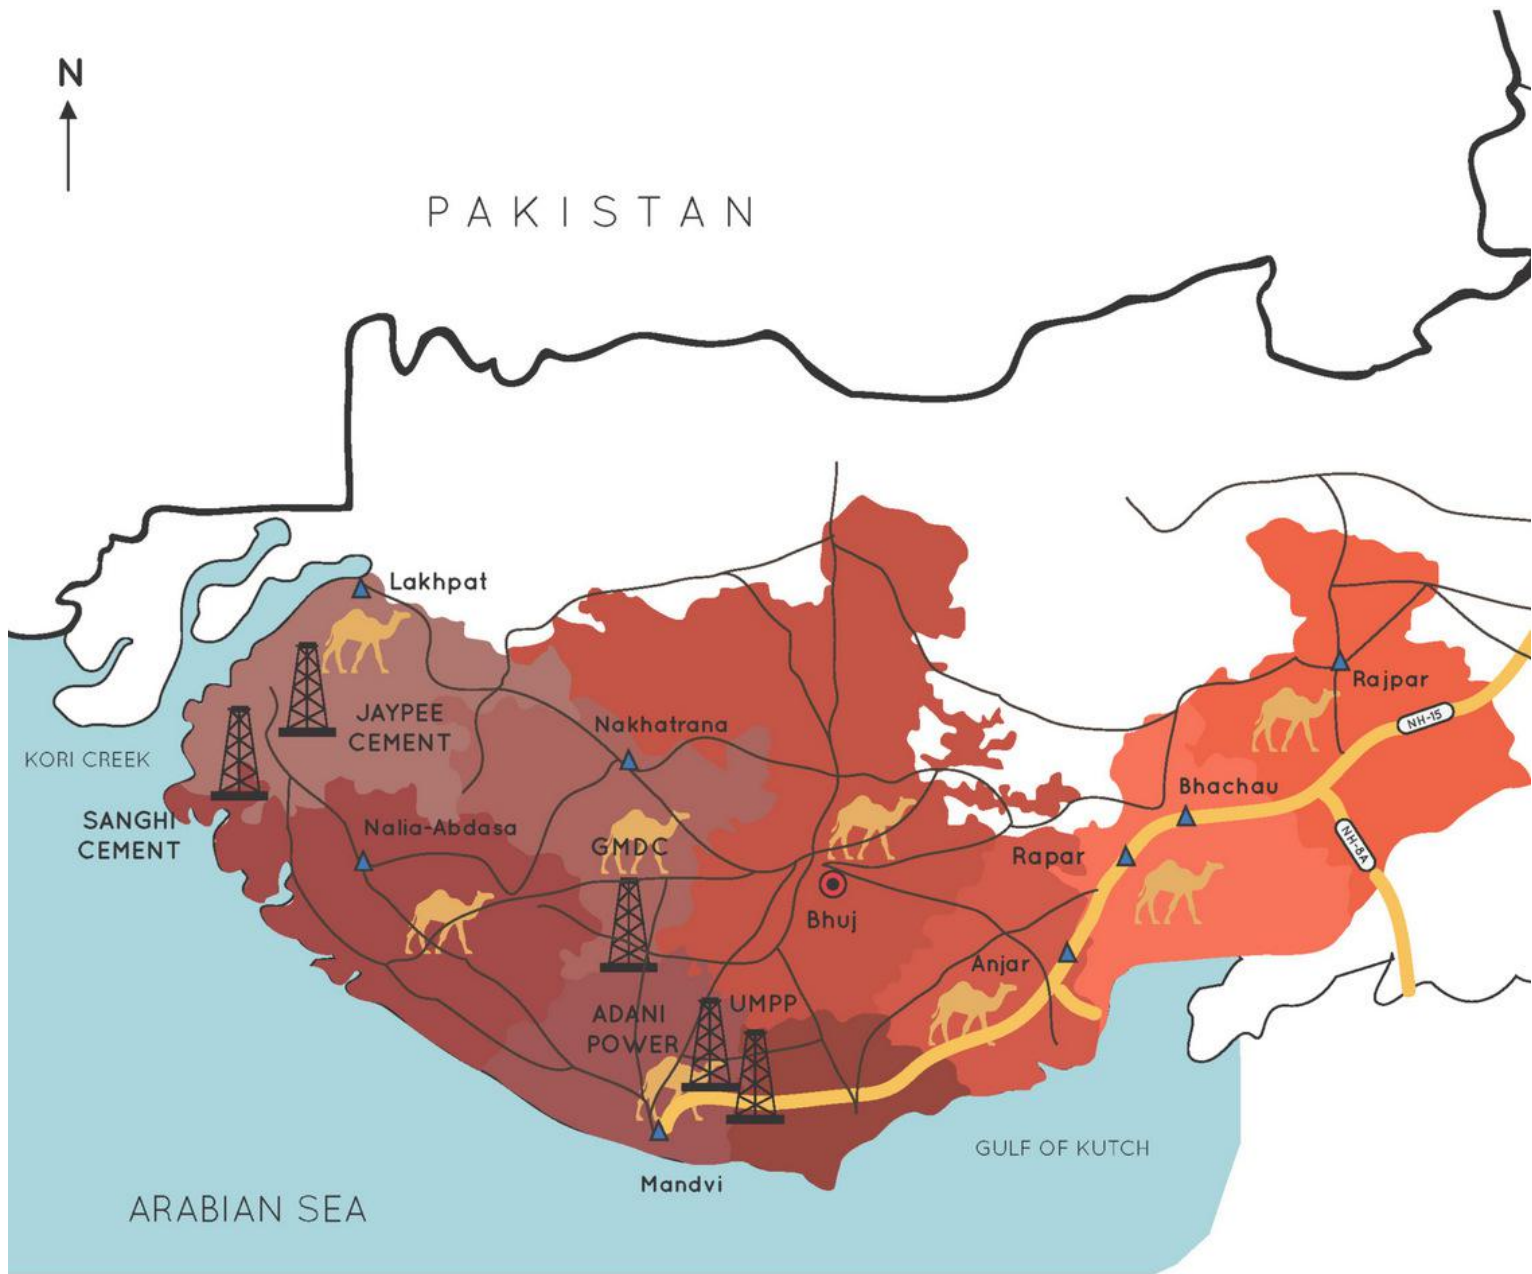 N
PAKISTAN
Lakhpat
JAYPEE
CEMENT
KORI CREEK
SANGHI
CEMENT
Nakhatrana
Nalia-Abdasa
GMDC
Rajpar
NH-15
Bhachau
NH-8A
Rapar
Bhuj
Anjar
ADANI
POWER
UMPP
Mandvi
GULF OF KUTCH
ARABIAN SEA